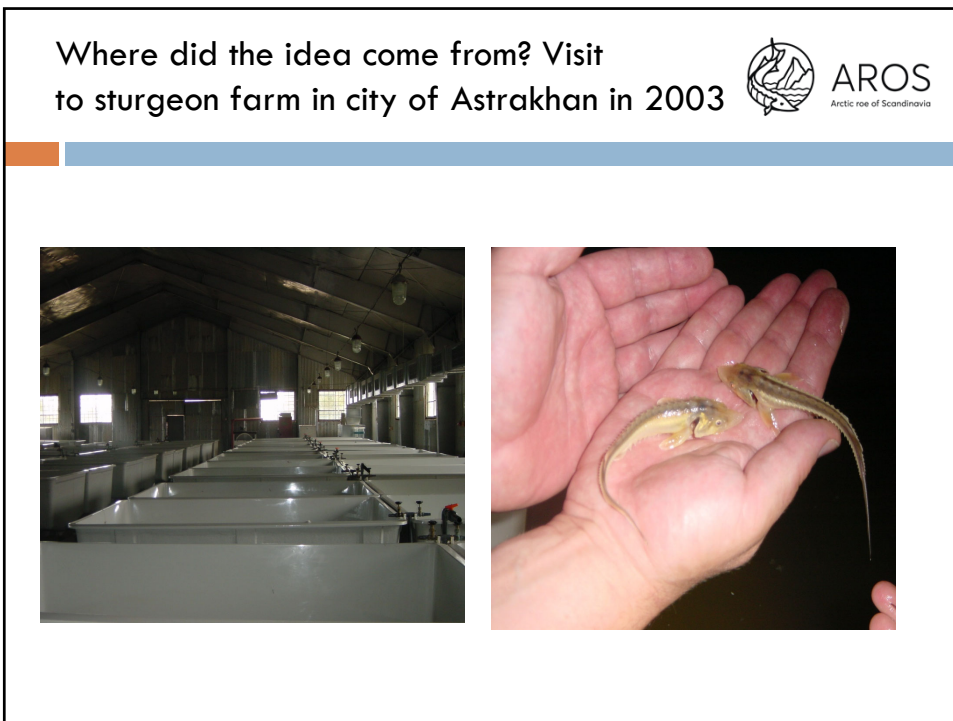 Where did the idea come from? Visit
to sturgeon farm in city of Astrakhan in 2003
AROS
Arctic roe of Scandinavia